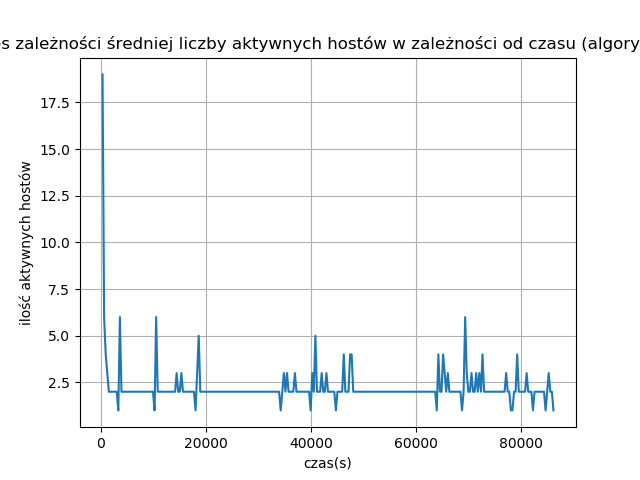 zależności średniej liczby aktywnych hostów w zależności od czasu
17.5
15.0
12.5
10.0
7.5
5.0
2.5
ilość aktywnych hostów
0 20000 40000 60000 80000
czas(s)